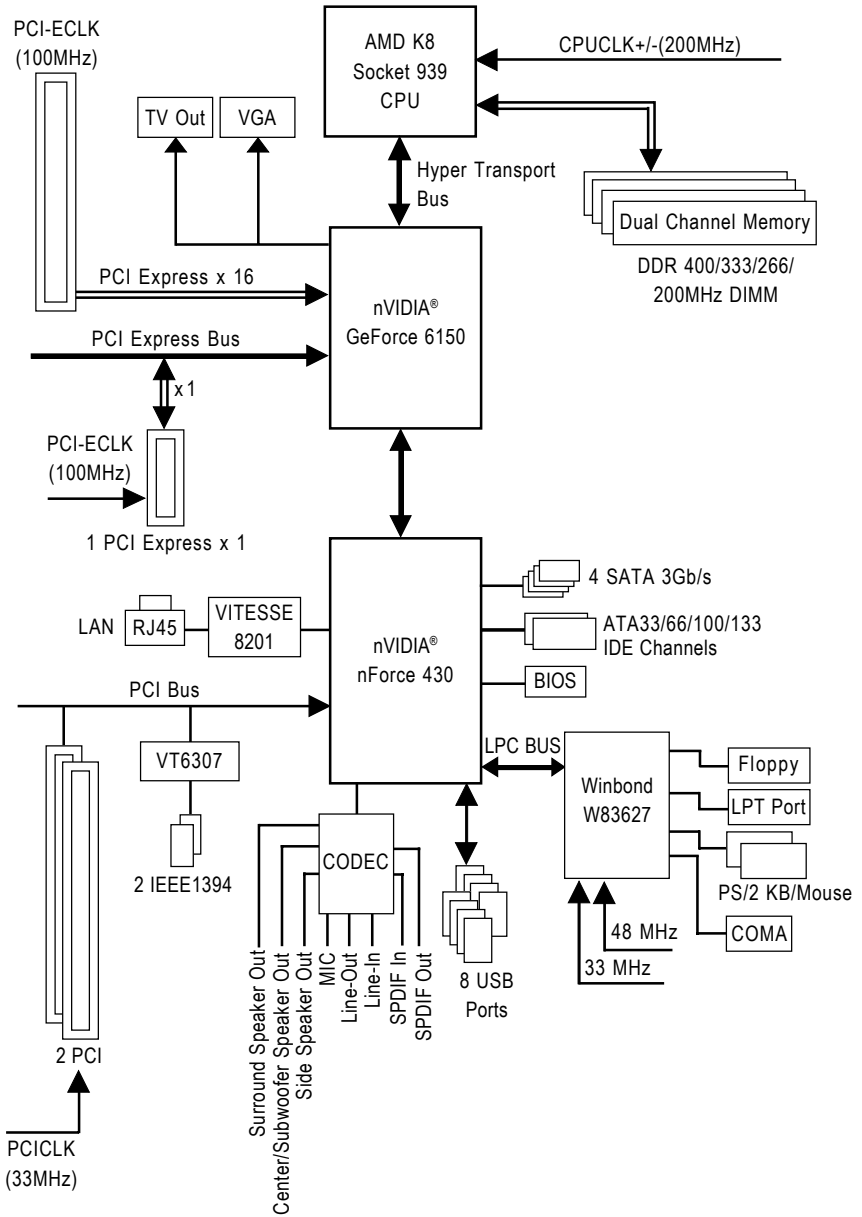 PCI-ECLK
(100MHz)
AMD K8
Socket 939
CPU
CPUCLK+/-(200MHz)
TV Out
VGA
Hyper Transport
Bus
Dual Channel Memory
DDR 400/333/266/
200MHz DIMM
PCI Express x 16
nVIDIA®
GeForce 6150
PCI Express Bus
x1
PCI-ECLK
(100MHz)
1 PCI Express x 1
4 SATA 3Gb/s
LAN
RJ45
VITESSE
8201
nVIDIA®
nForce 430
ATA33/66/100/133
IDE Channels
BIOS
PCI Bus
LPC BUS
VT6307
Winbond
W83627
Floppy
LPT Port
PS/2 KB/Mouse
COMA
2 IEEE1394
CODEC
48 MHz
33 MHz
Surround Speaker Out
Center/Subwoofer Speaker Out
Side Speaker Out
MIC
Line-Out
Line-In
SPDIF In
SPDIF Out
8 USB
Ports
2 PCI
PCICLK
(33MHz)